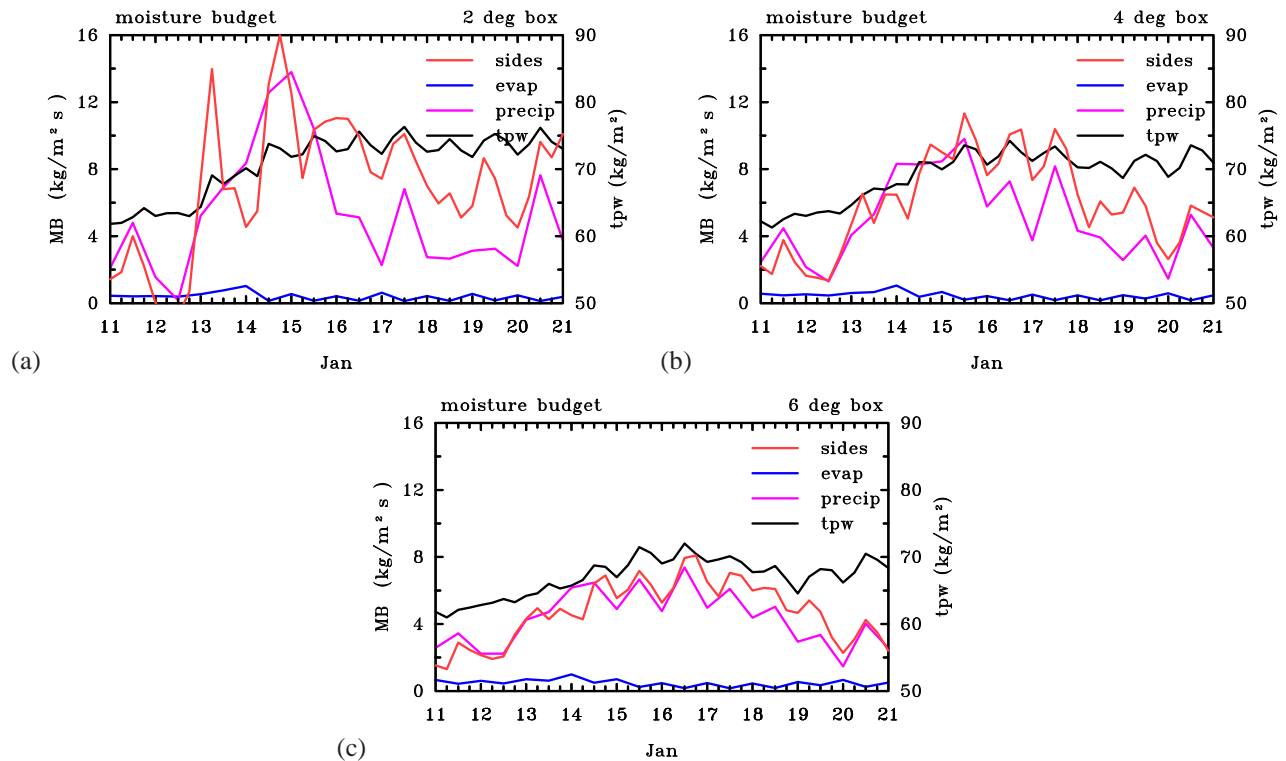 moisture budget 2 deg box
16 90
sides
evap
precip
tpw
12 80
8 70
4 60
0 50
MB (kg/m² s )
tpw (kg/m²)
11 12 13 14 15 16 17 18 19 20 21
Jan
(a)
moisture budget 4 deg box
16 90
sides
evap
precip
tpw
12 80
8 70
4 60
0 50
MB (kg/m² s )
tpw (kg/m²)
11 12 13 14 15 16 17 18 19 20 21
Jan
(b)
moisture budget 6 deg box
16 90
sides
evap
precip
tpw
12 80
8 70
4 60
0 50
MB (kg/m² s )
tpw (kg/m²)
11 12 13 14 15 16 17 18 19 20 21
Jan
(c)